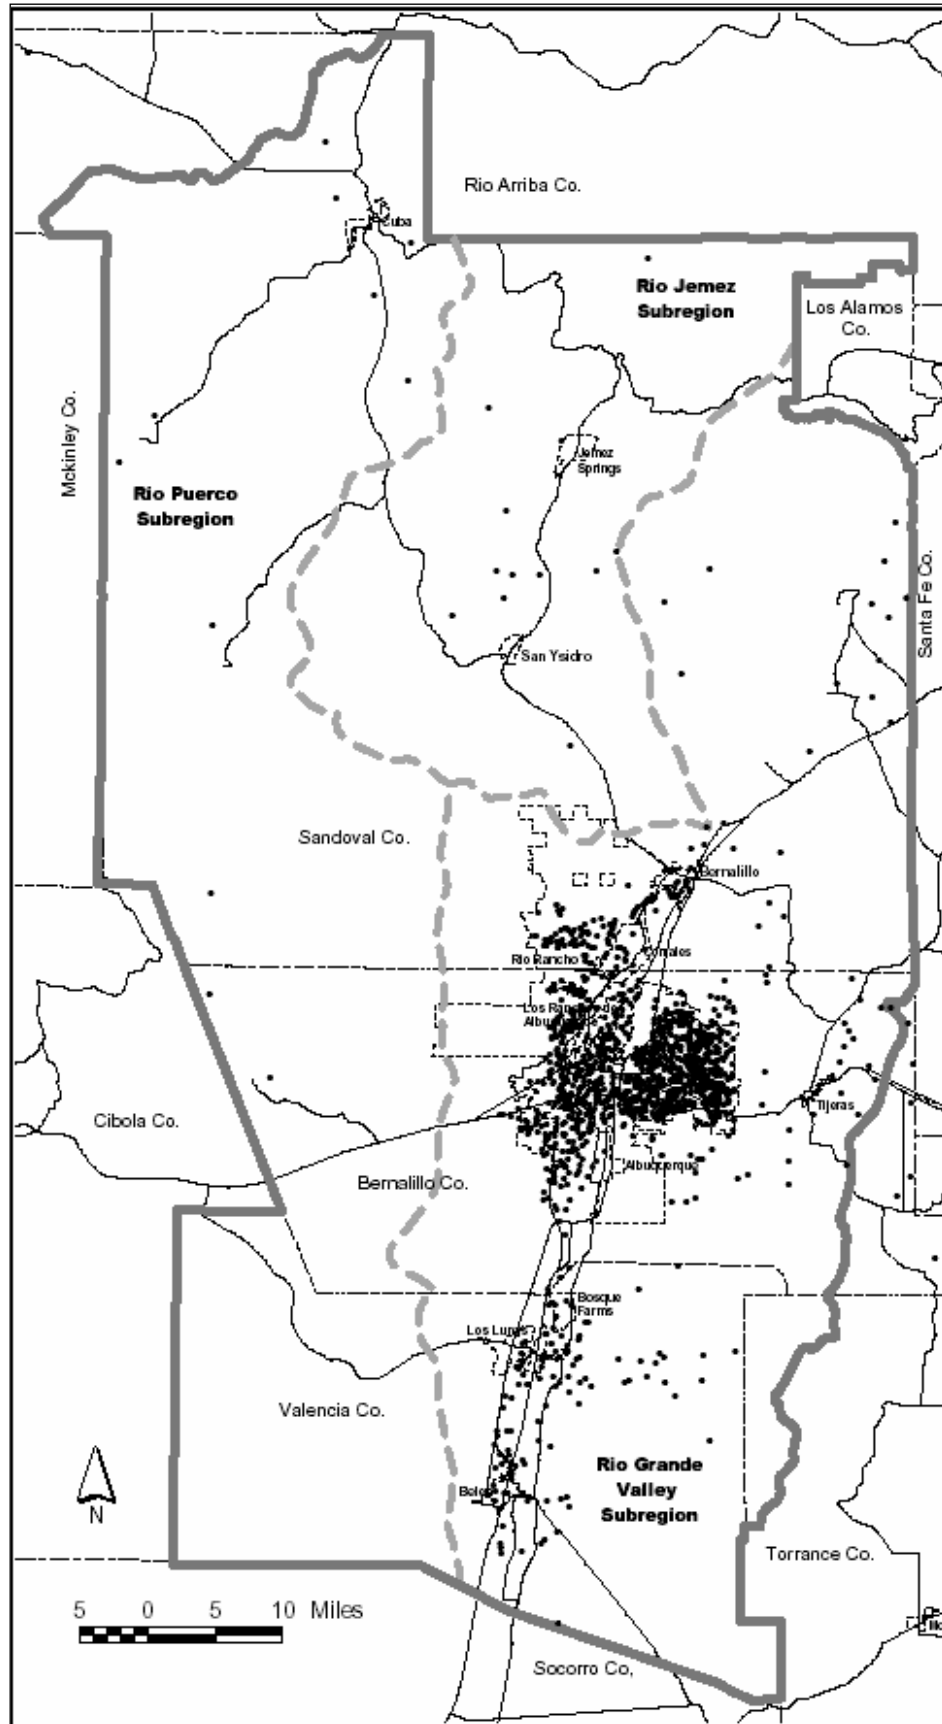 Rio Arriba Co.
Cuba
Rio Jemez
Subregion
Los Alamos
Co.
Mckinley Co.
Jemez
Springs
Rio Puerco
Subregion
Santa Fe Co.
San Ysidro
Sandoval Co.
Bernalillo
Rio Rancho
Corrales
Los Ranchos de
Albuquerque
Cibola Co.
Tijeras
Bernalillo Co.
Albuquerque
Bosque
Farms
Los Lunas
Valencia Co.
Rio Grande
Valley
Subregion
Belen
N
Torrance Co.
5 0 5 10 Miles
Socorro Co,